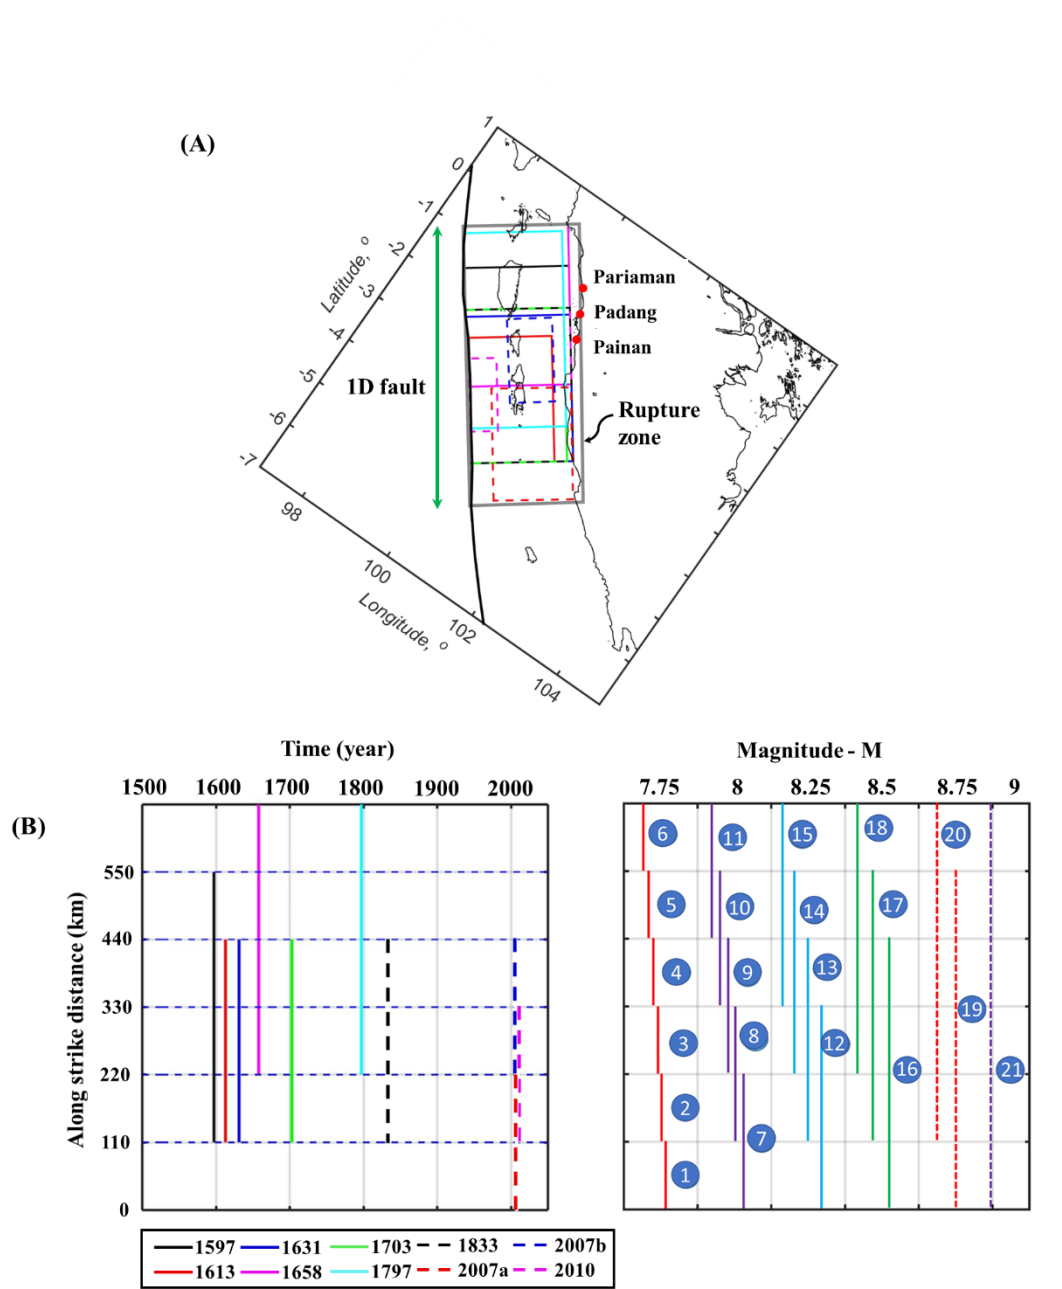 (A)
1
0
-1
-2
-3
-4
-5
-6
-7
Latitude, °
98
100
102
104
Longitude, °
1D fault
Pariaman
Padang
Painan
Rupture
zone
(B)
Time (year)
1500 1600 1700 1800 1900 2000
Along strike distance (km)
550
440
330
220
110
0
Magnitude - M
7.75 8 8.25 8.5 8.75 9
6 11 15 18 20
5 10 14 17
4 9 13
3 8 12 19
16 21
2
7
1
1597 1631 1703 1833 2007b
1613 1658 1797 2007a 2010